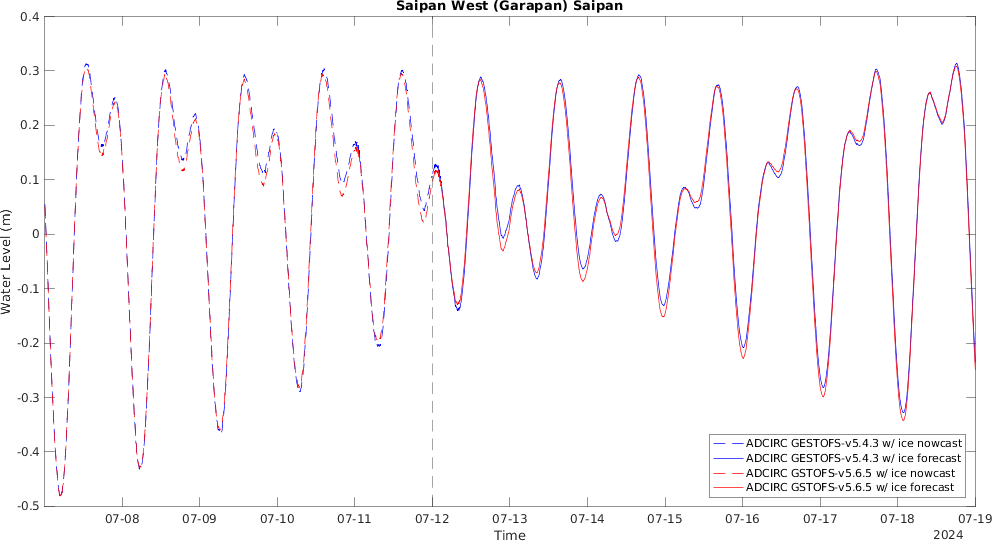 Saipan West (Garapan) Saipan
0.4
0.3
0.2
0.1
0
-0.1
-0.2
-0.3
-0.4
-0.5
Water Level (m)
ADCIRC GESTOFS-v5.4.3 w/ ice nowcast
ADCIRC GESTOFS-v5.4.3 w/ ice forecast
ADCIRC GSTOFS-v5.6.5 w/ ice nowcast
ADCIRC GSTOFS-v5.6.5 w/ ice forecast
07-08 07-09 07-10 07-11 07-12 07-13 07-14 07-15 07-16 07-17 07-18 07-19
Time
2024